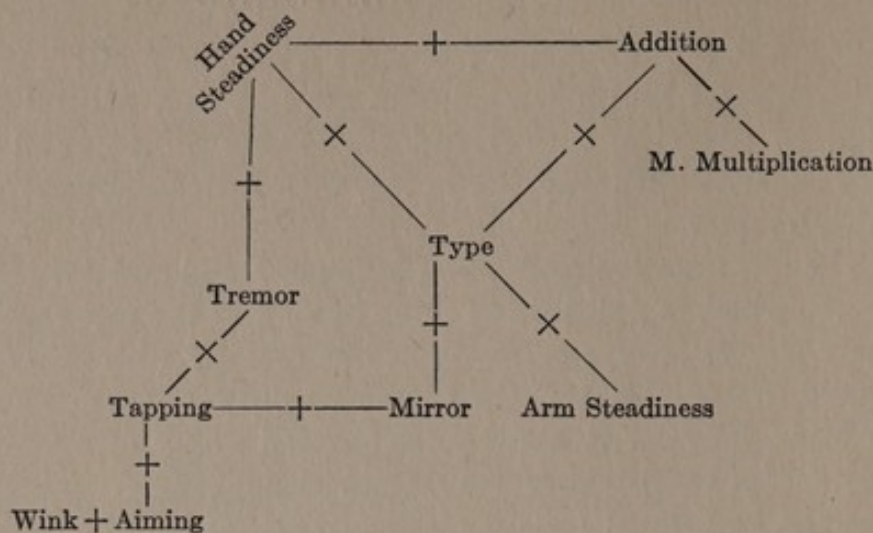 Hand
Steadiness
+
Addition
×
×
×
M. Multiplication
+
Type
Tremor
+
×
×
Tapping
+
Mirror
Arm Steadiness
+
Wink + Aiming